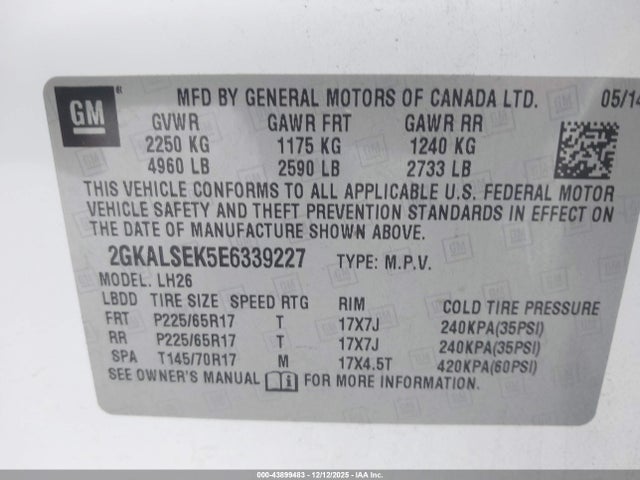 GM
MFD BY GENERAL MOTORS OF CANADA LTD. 05/14
GVWR GAWR FRT GAWR RR
2250 KG 1175 KG 1240 KG
4960 LB 2590 LB 2733 LB
THIS VEHICLE CONFORMS TO ALL APPLICABLE U.S. FEDERAL MOTOR
VEHICLE SAFETY AND THEFT PREVENTION STANDARDS IN EFFECT ON
THE DATE OF MANUFACTURE SHOWN ABOVE.
2GKALSEK5E6339227 TYPE: M.P.V.
MODEL: LH26
LBDD TIRE SIZE SPEED RTG RIM COLD TIRE PRESSURE
FRT P225/65R17 T 17X7J 240KPA(35PSI)
RR P225/65R17 T 17X7J 240KPA(35PSI)
SPA T145/70R17 M 17X4.5T 420KPA(60PSI)
SEE OWNER'S MANUAL FOR MORE INFORMATION.
000-43899483 - 12/12/2025 - IAA Inc.